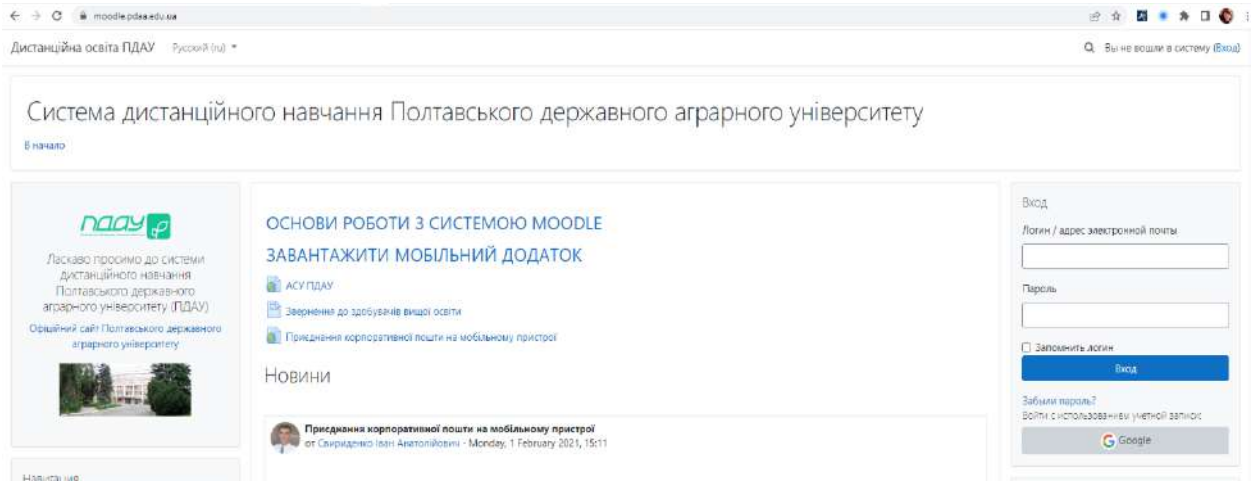 moodle.pdaa.edu.ua
Дистанційна освіта ПДАУ Русский (ru)
Вы не вошли в систему (Вход)
Система дистанційного навчання Полтавського державного аграрного університету
В начало
ПДАУ
Ласкаво просимо до системи
дистанційного навчання
Полтавського державного
аграрного університету (ПДАУ)
Офіційний сайт Полтавського державного
аграрного університету
Навигация
ОСНОВИ РОБОТИ З СИСТЕМОЮ MOODLE
ЗАВАНТАЖИТИ МОБІЛЬНИЙ ДОДАТОК
АСУ ПДАУ
Звернення до здобувачів вищої освіти
Приєднання корпоративної пошти на мобільному пристрої
Новини
Приєднання корпоративної пошти на мобільному пристрої
от Свириденко Іван Анатолійович - Monday, 1 February 2021, 15:11
Вход
Логин / адрес электронной почты
Пароль
Запомнить логин
Вход
Забыли пароль?
Войти с использованием учетной записи:
Google